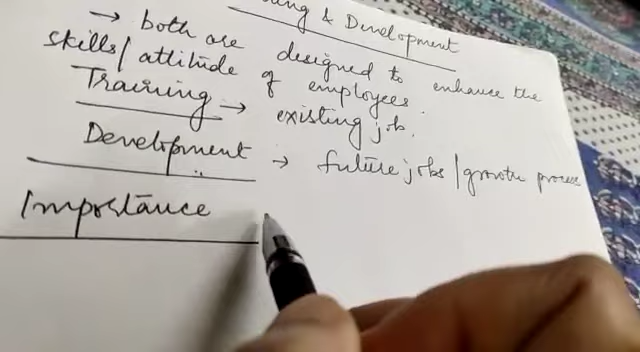 ing & Development
→ both are designed to enhance the
skills/attitude of employees.
Training → existing job.
Development → future jobs/growth process
Importance